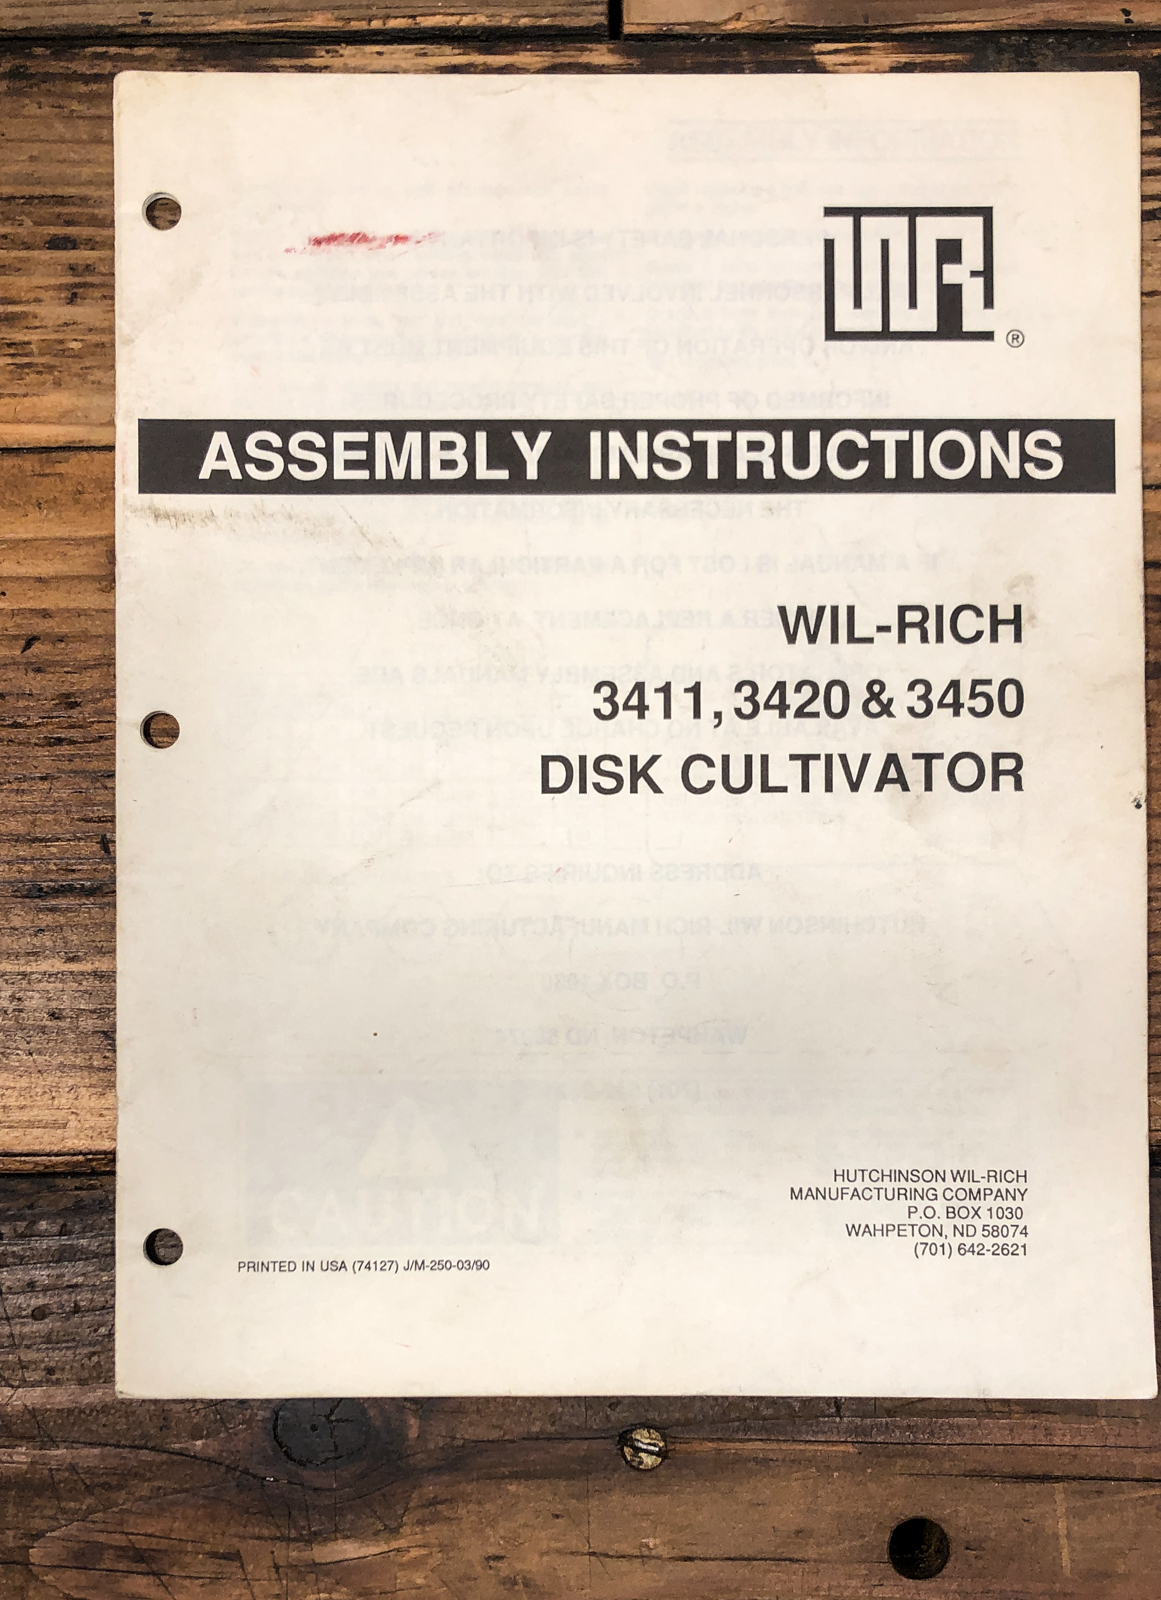 WR
®
ASSEMBLY INSTRUCTIONS
WIL-RICH
3411, 3420 & 3450
DISK CULTIVATOR
HUTCHINSON WIL-RICH
MANUFACTURING COMPANY
P.O. BOX 1030
WAHPETON, ND 58074
(701) 642-2621
PRINTED IN USA (74127) J/M-250-03/90